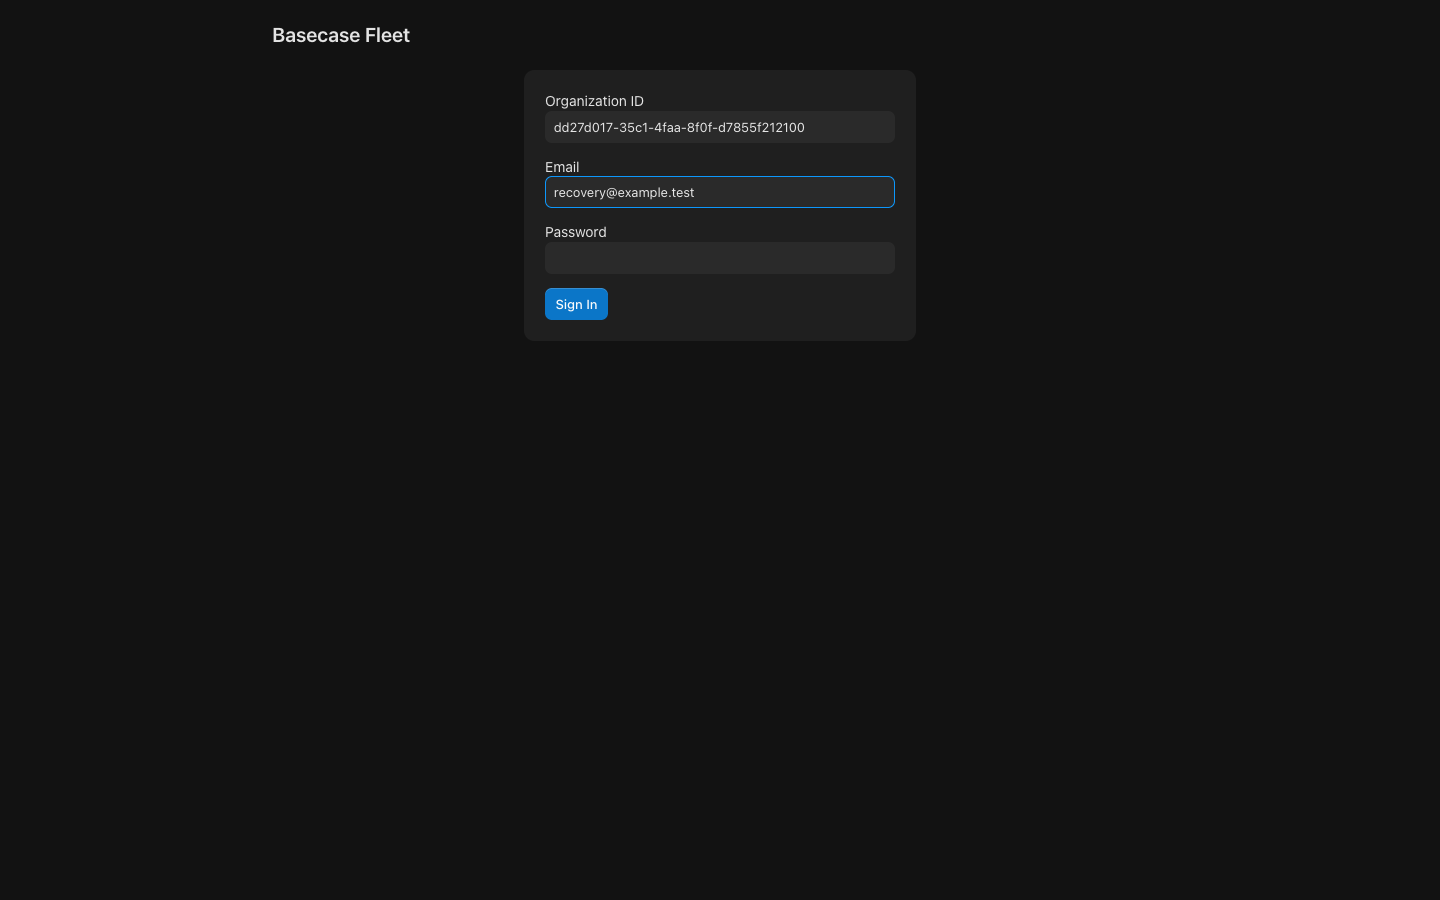 Basecase Fleet
Organization ID
dd27d017-35c1-4faa-8f0f-d7855f212100
Email
recovery@example.test
Password
Sign In